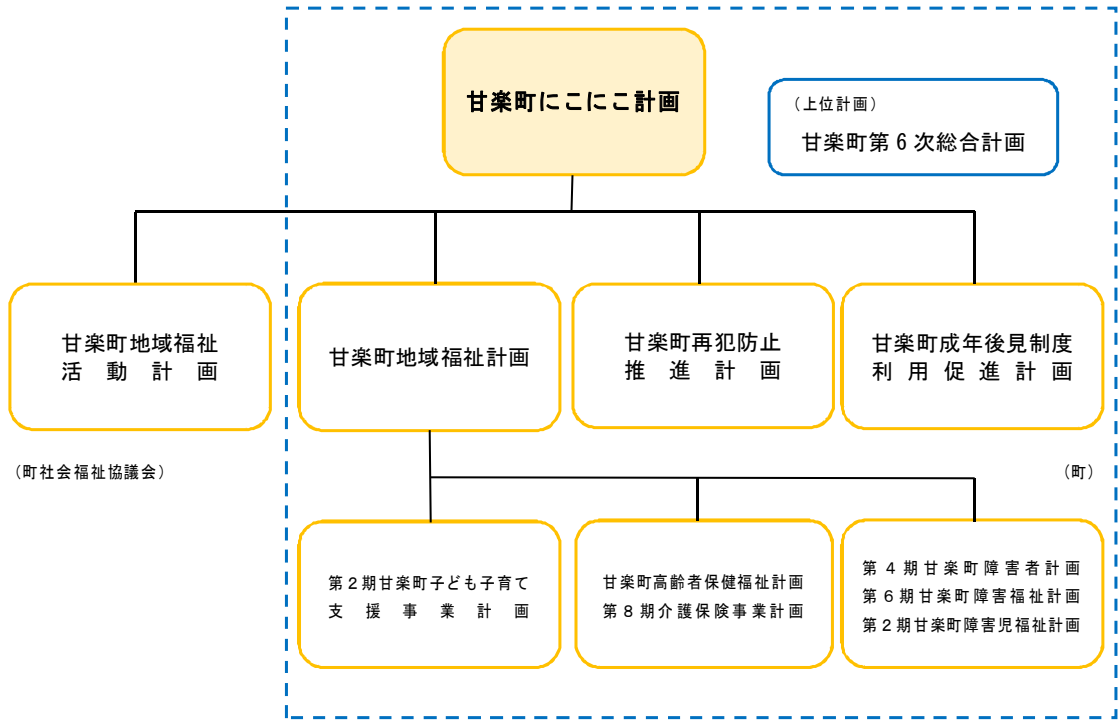 甘楽町にこにこ計画
（上位計画）
甘楽町第6次総合計画
甘楽町地域福祉
活動計画
甘楽町地域福祉計画
甘楽町再犯防止
推進計画
甘楽町成年後見制度
利用促進計画
（町社会福祉協議会）
（町）
第2期甘楽町子ども子育て
支援事業計画
甘楽町高齢者保健福祉計画
第8期介護保険事業計画
第4期甘楽町障害者計画
第6期甘楽町障害福祉計画
第2期甘楽町障害児福祉計画